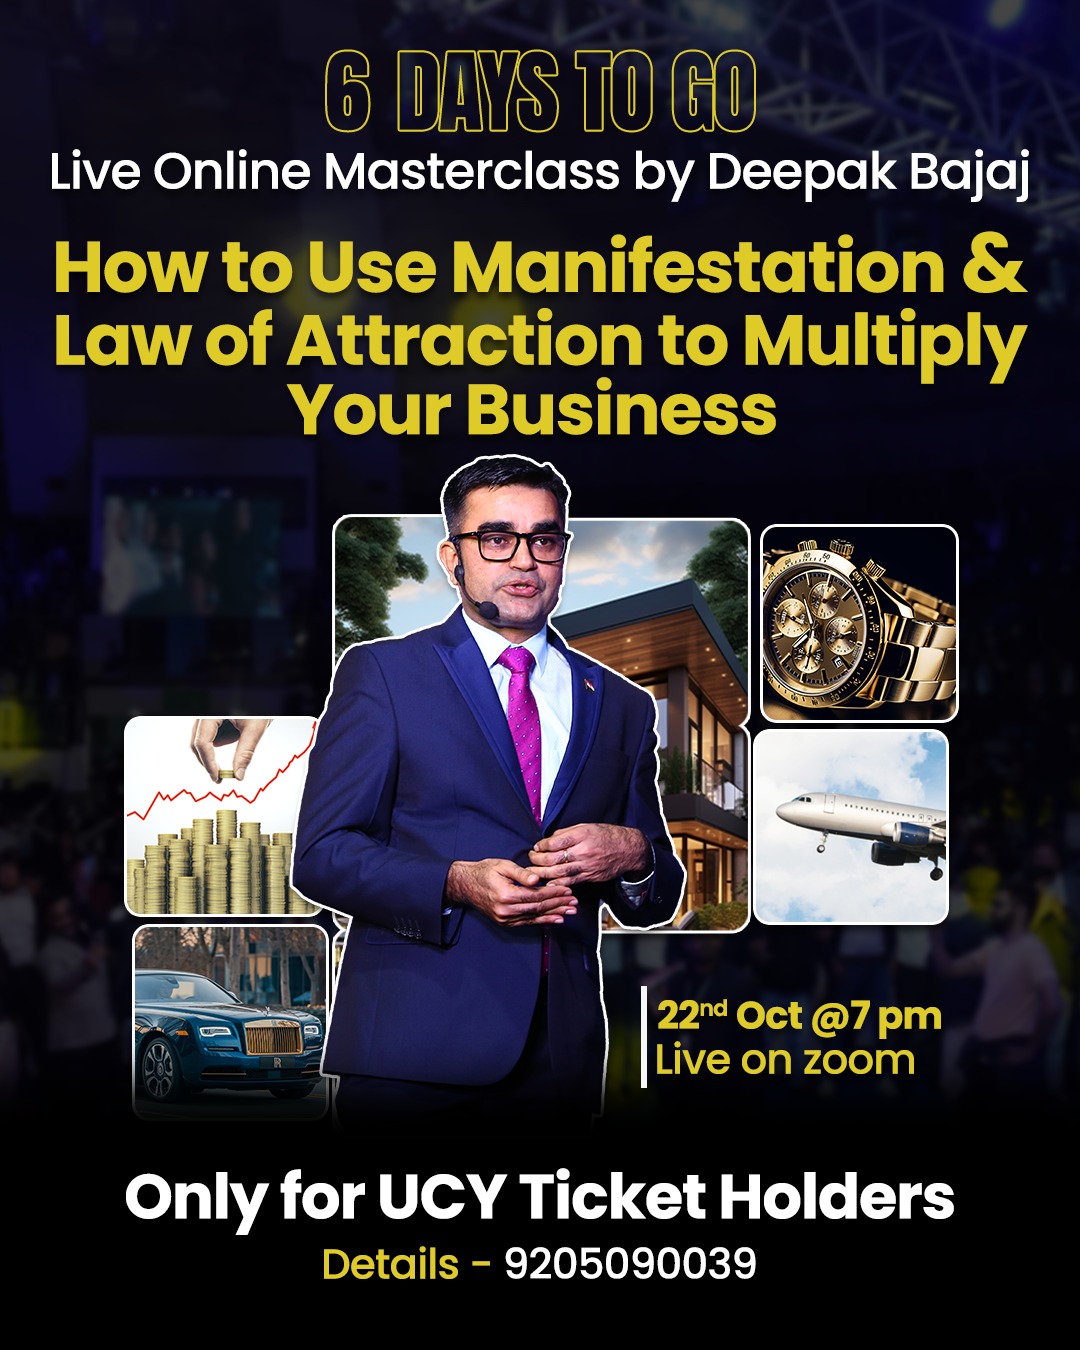 6 DAYS TO GO
Live Online Masterclass by Deepak Bajaj
How to Use Manifestation &
Law of Attraction to Multiply
Your Business
22nd Oct @7 pm
Live on zoom
Only for UCY Ticket Holders
Details - 9205090039